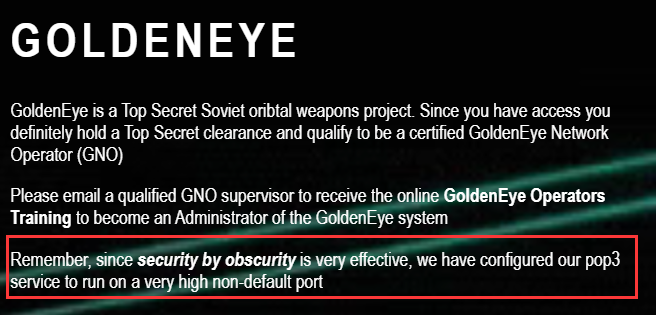 GOLDENEYE
GoldenEye is a Top Secret Soviet oribtal weapons project. Since you have access you
definitely hold a Top Secret clearance and qualify to be a certified GoldenEye Network
Operator (GNO)
Please email a qualified GNO supervisor to receive the online GoldenEye Operators
Training to become an Administrator of the GoldenEye system
Remember, since security by obscurity is very effective, we have configured our pop3
service to run on a very high non-default port